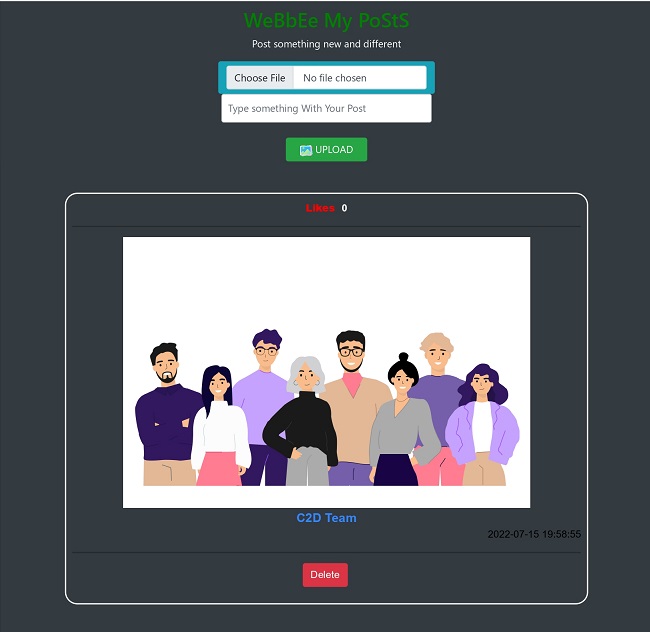 WeBbEe My PoStS
Post something new and different
Choose File No file chosen
Type something With Your Post
UPLOAD
Likes 0
C2D Team
2022-07-15 19:58:55
Delete